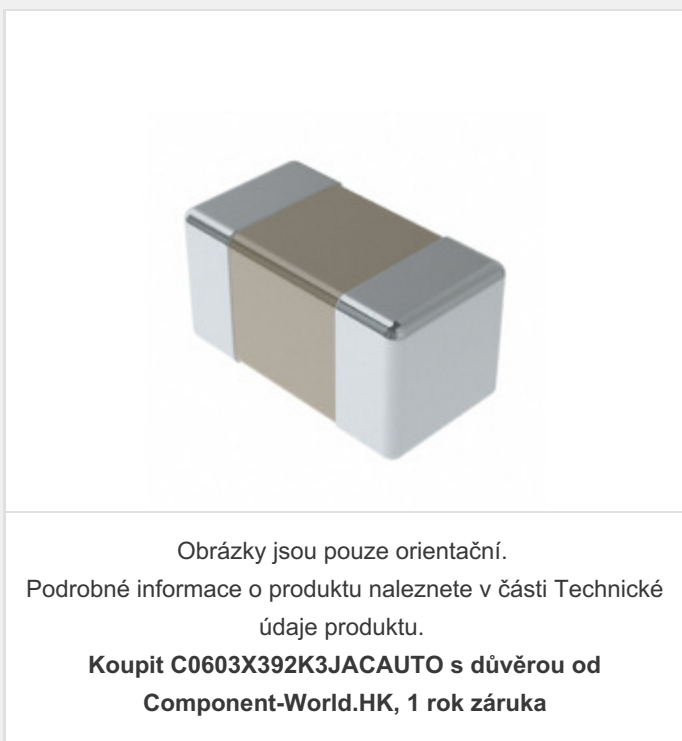 Obrázky jsou pouze orientační.
Podrobné informace o produktu naleznete v části Technické
údaje produktu.
Koupit C0603X392K3JACAUTO s důvěrou od
Component-World.HK, 1 rok záruka